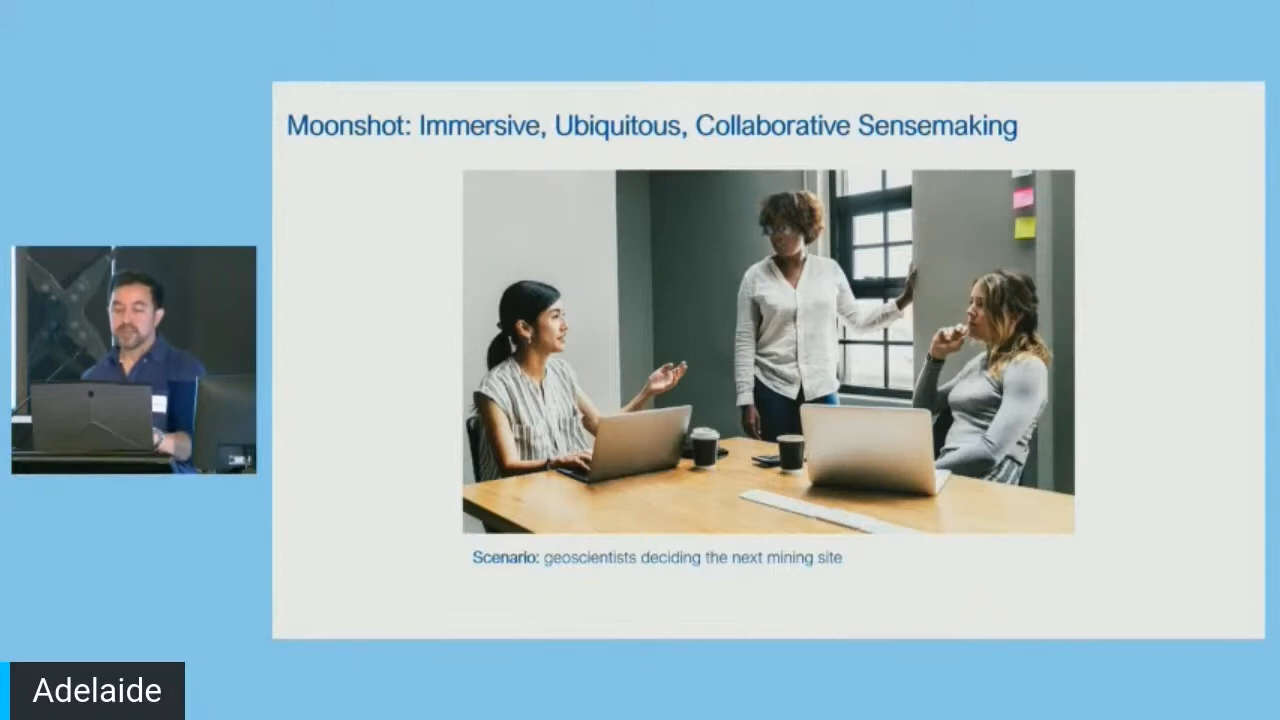 Moonshot: Immersive, Ubiquitous, Collaborative Sensemaking
Scenario: geoscientists deciding the next mining site
Adelaide